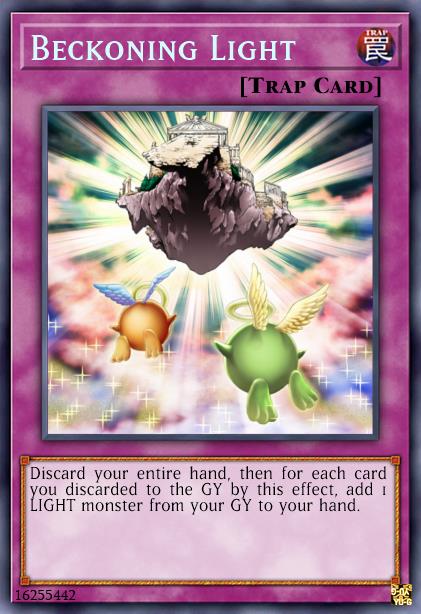 Beckoning Light
TRAP
罠
[Trap Card]
Discard your entire hand, then for each card
you discarded to the GY by this effect, add 1
LIGHT monster from your GY to your hand.
16255442